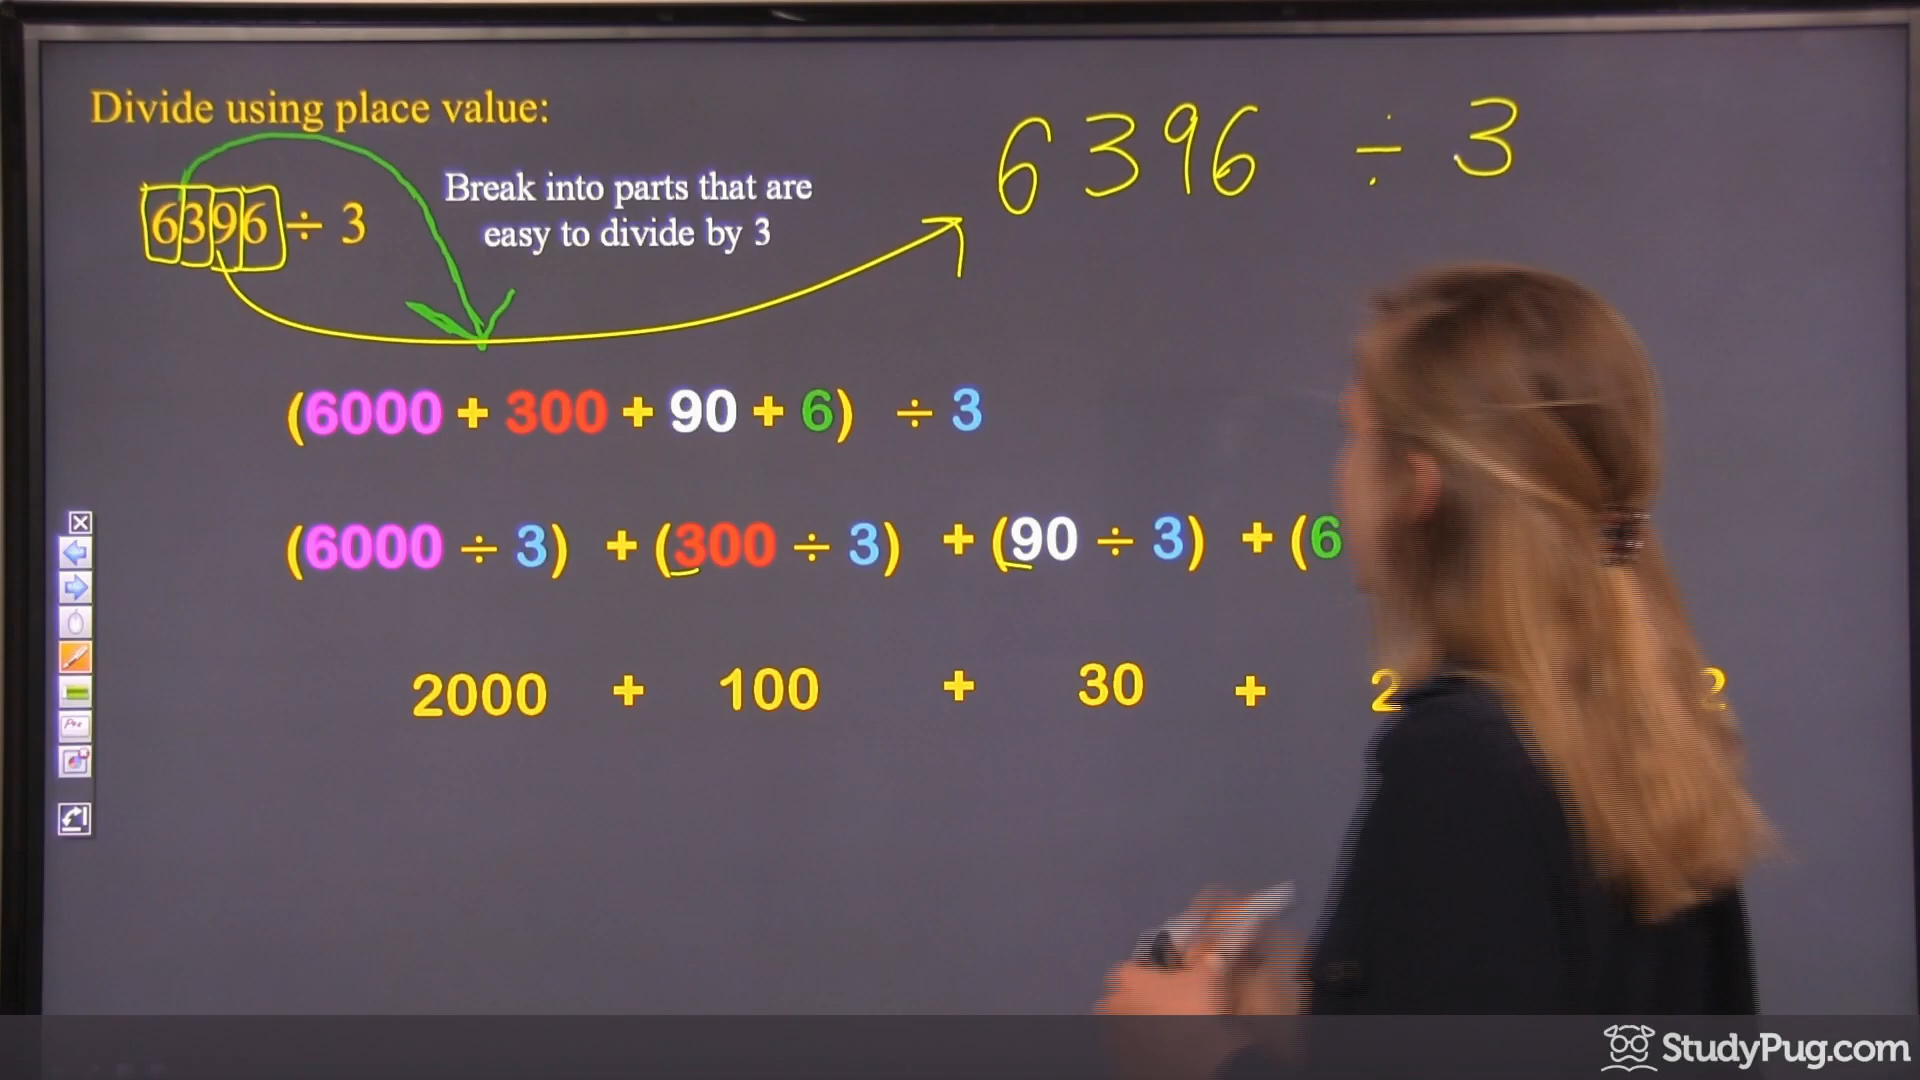 Divide using place value:
6396 ÷ 3
6396 ÷ 3
Break into parts that are
easy to divide by 3
(6000 + 300 + 90 + 6) ÷ 3
(6000 ÷ 3) + (300 ÷ 3) + (90 ÷ 3) + (6
2000 + 100 + 30 + 2 2
StudyPug.com